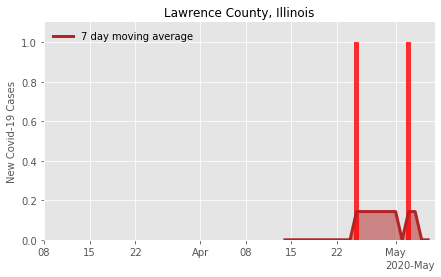 Lawrence County, Illinois
7 day moving average
New Covid-19 Cases
1.0
0.8
0.6
0.4
0.2
0.0
08 15 22 Apr 08 15 22 May
2020-May